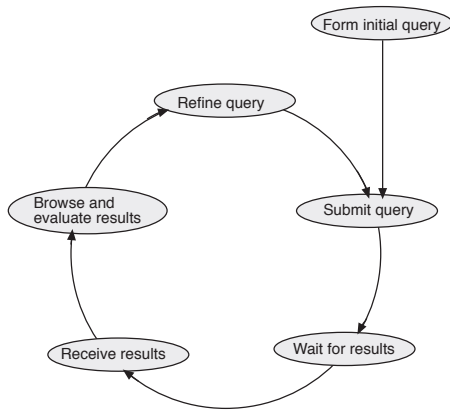 Form initial query
Refine query
Browse and
evaluate results
Submit query
Receive results
Wait for results